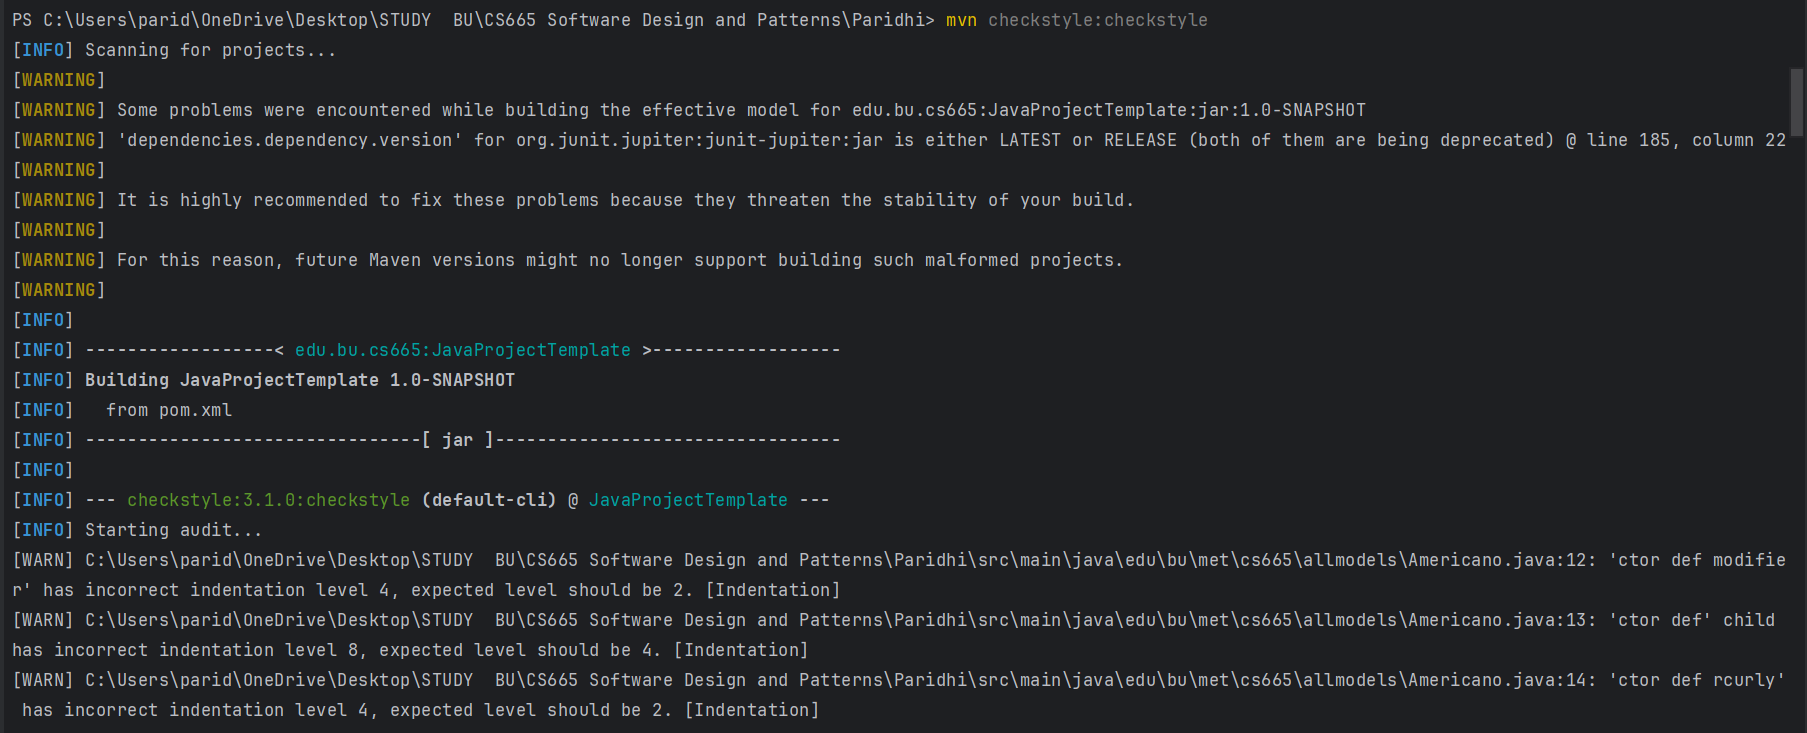 PS C:\Users\parid\OneDrive\Desktop\STUDY  BU\CS665 Software Design and Patterns\Paridhi> mvn checkstyle:checkstyle
[INFO] Scanning for projects...
[WARNING]
[WARNING] Some problems were encountered while building the effective model for edu.bu.cs665:JavaProjectTemplate:jar:1.0-SNAPSHOT
[WARNING] 'dependencies.dependency.version' for org.junit.jupiter:junit-jupiter:jar is either LATEST or RELEASE (both of them are being deprecated) @ line 185, column 22
[WARNING]
[WARNING] It is highly recommended to fix these problems because they threaten the stability of your build.
[WARNING]
[WARNING] For this reason, future Maven versions might no longer support building such malformed projects.
[WARNING]
[INFO]
[INFO] ------------------< edu.bu.cs665:JavaProjectTemplate >------------------
[INFO] Building JavaProjectTemplate 1.0-SNAPSHOT
[INFO]   from pom.xml
[INFO] --------------------------------[ jar ]---------------------------------
[INFO]
[INFO] --- checkstyle:3.1.0:checkstyle (default-cli) @ JavaProjectTemplate ---
[INFO] Starting audit...
[WARN] C:\Users\parid\OneDrive\Desktop\STUDY  BU\CS665 Software Design and Patterns\Paridhi\src\main\java\edu\bu\met\cs665\allmodels\Americano.java:12: 'ctor def modifie
r' has incorrect indentation level 4, expected level should be 2. [Indentation]
[WARN] C:\Users\parid\OneDrive\Desktop\STUDY  BU\CS665 Software Design and Patterns\Paridhi\src\main\java\edu\bu\met\cs665\allmodels\Americano.java:13: 'ctor def' child
has incorrect indentation level 8, expected level should be 4. [Indentation]
[WARN] C:\Users\parid\OneDrive\Desktop\STUDY  BU\CS665 Software Design and Patterns\Paridhi\src\main\java\edu\bu\met\cs665\allmodels\Americano.java:14: 'ctor def rcurly'
 has incorrect indentation level 4, expected level should be 2. [Indentation]